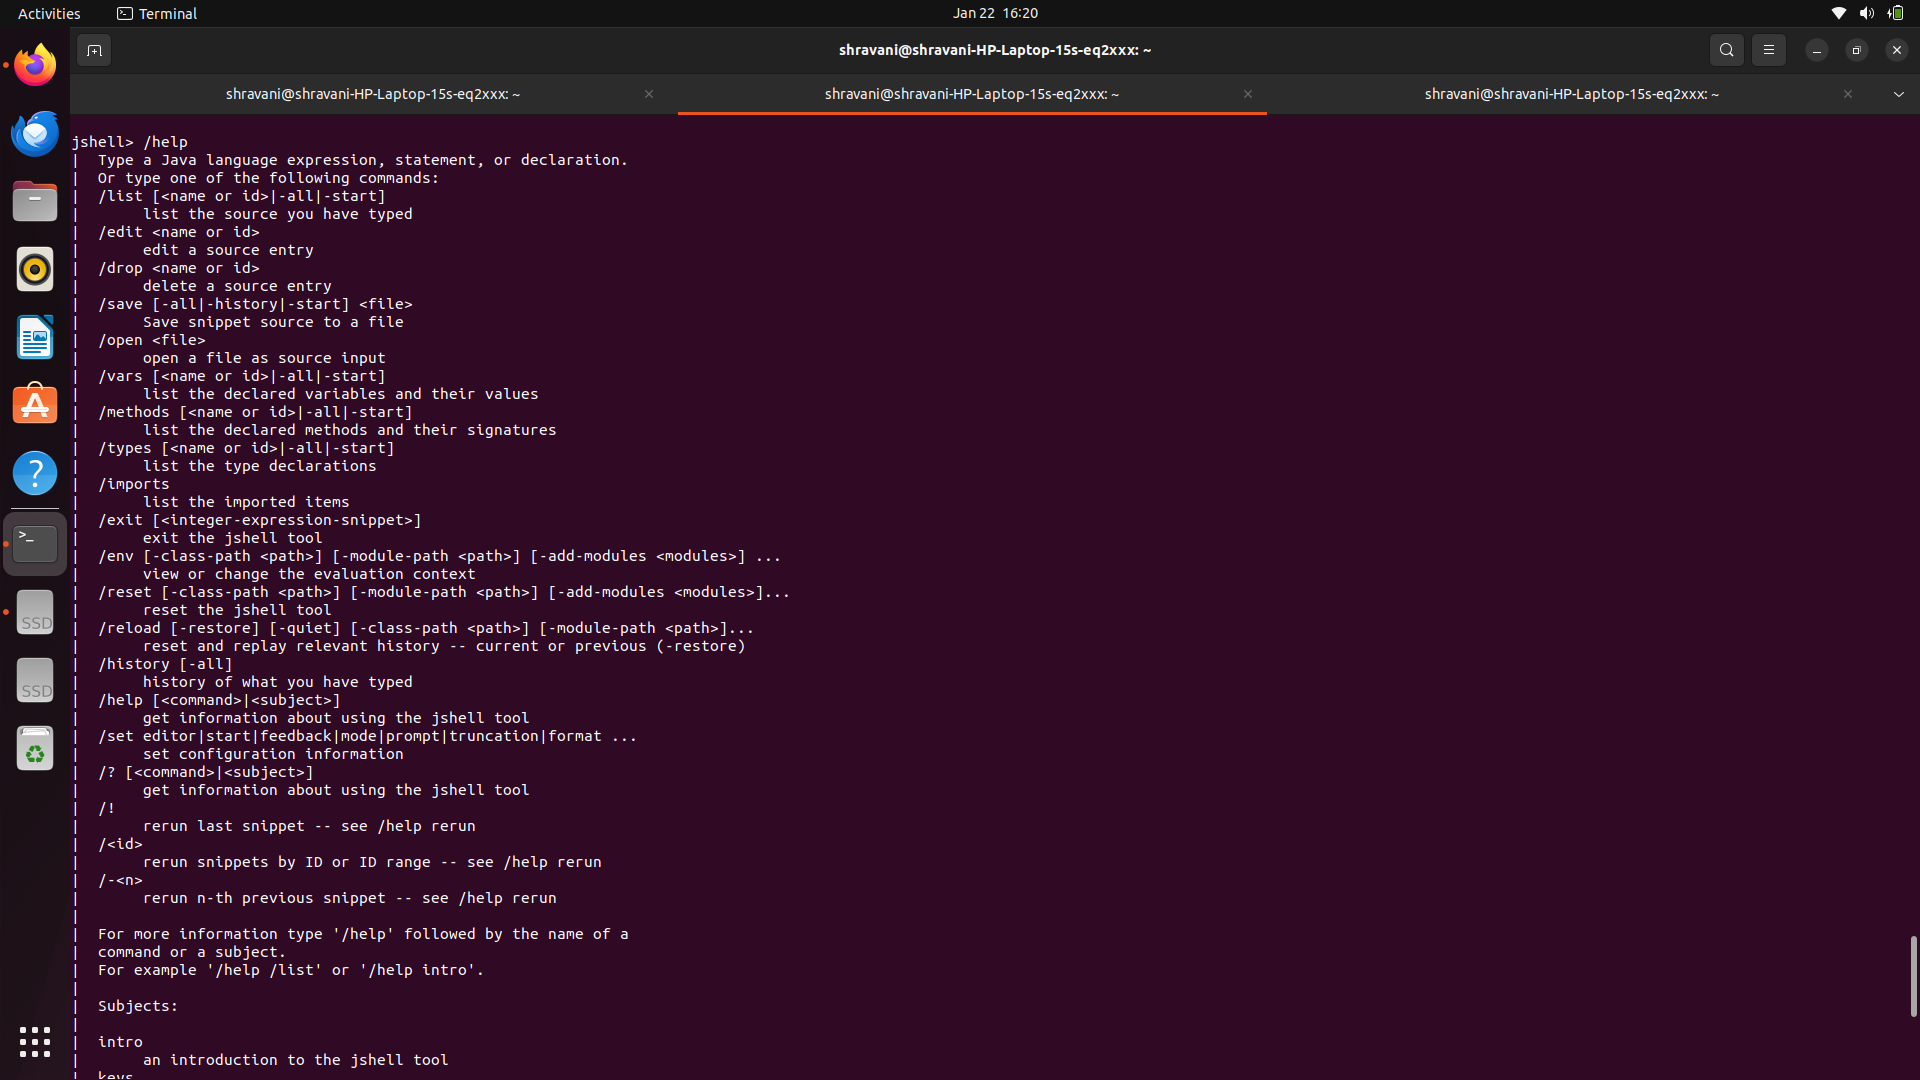 Activities
Terminal
Jan 22 16:20
shravani@shravani-HP-Laptop-15s-eq2xxx: ~
shravani@shravani-HP-Laptop-15s-eq2xxx: ~
shravani@shravani-HP-Laptop-15s-eq2xxx: ~
shravani@shravani-HP-Laptop-15s-eq2xxx: ~
jshell> /help
|  Type a Java language expression, statement, or declaration.
|  Or type one of the following commands:
|  /list [<name or id>|-all|-start]
|       list the source you have typed
|  /edit <name or id>
|       edit a source entry
|  /drop <name or id>
|       delete a source entry
|  /save [-all|-history|-start] <file>
|       Save snippet source to a file
|  /open <file>
|       open a file as source input
|  /vars [<name or id>|-all|-start]
|       list the declared variables and their values
|  /methods [<name or id>|-all|-start]
|       list the declared methods and their signatures
|  /types [<name or id>|-all|-start]
|       list the type declarations
|  /imports
|       list the imported items
|  /exit [<integer-expression-snippet>]
|       exit the jshell tool
|  /env [-class-path <path>] [-module-path <path>] [-add-modules <modules>] ...
|       view or change the evaluation context
|  /reset [-class-path <path>] [-module-path <path>] [-add-modules <modules>]...
|       reset the jshell tool
|  /reload [-restore] [-quiet] [-class-path <path>] [-module-path <path>]...
|       reset and replay relevant history -- current or previous (-restore)
|  /history [-all]
|       history of what you have typed
|  /help [<command>|<subject>]
|       get information about using the jshell tool
|  /set editor|start|feedback|mode|prompt|truncation|format ...
|       set configuration information
|  /? [<command>|<subject>]
|       get information about using the jshell tool
|  /!
|       rerun last snippet -- see /help rerun
|  /<id>
|       rerun snippets by ID or ID range -- see /help rerun
|  /-<n>
|       rerun n-th previous snippet -- see /help rerun
|
|  For more information type '/help' followed by the name of a
|  command or a subject.
|  For example '/help /list' or '/help intro'.
|
|  Subjects:
|
|  intro
|       an introduction to the jshell tool
|  keys
SSD
SSD